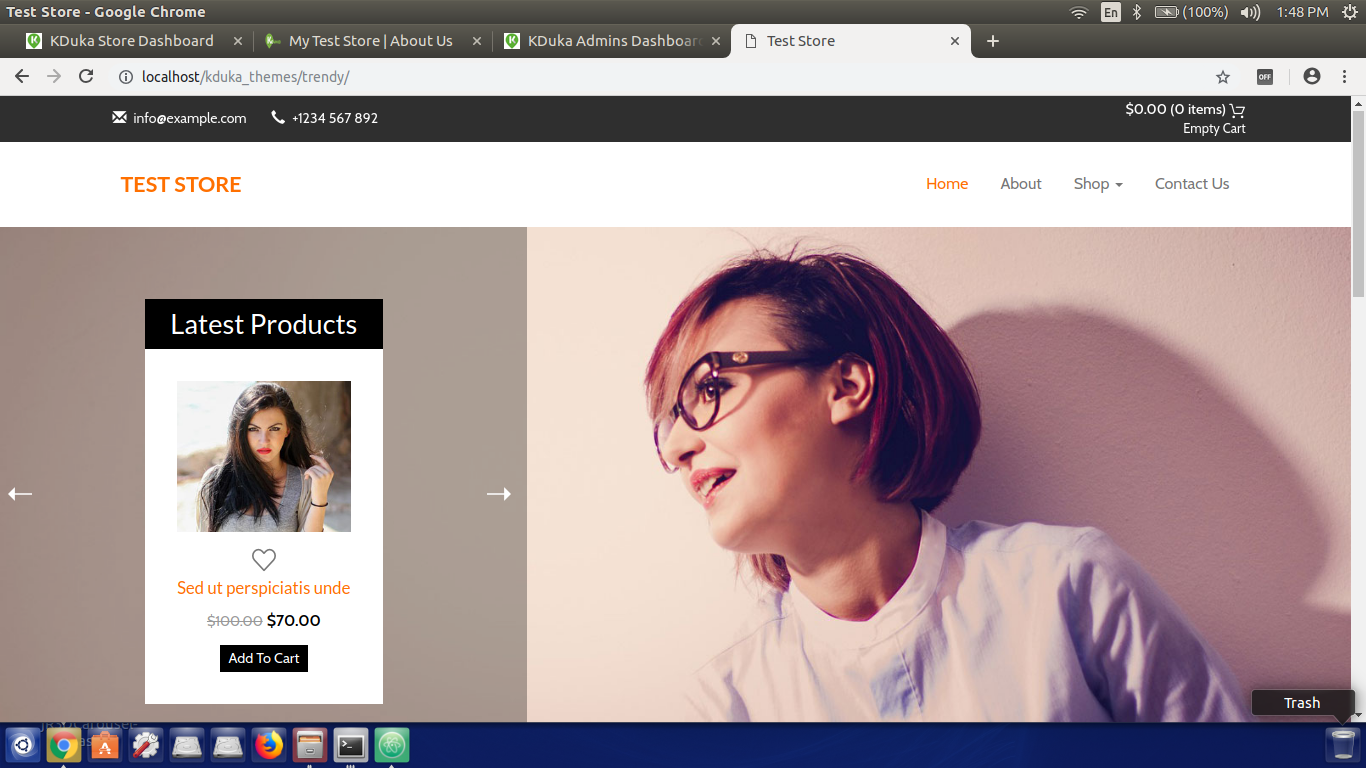 Test Store - Google Chrome
En
(100%)
1:48 PM
KDuka Store Dashboard
My Test Store | About Us
KDuka Admins Dashboar
Test Store
localhost/kduka_themes/trendy/
OFF
info@example.com
+1234 567 892
$0.00 (0 items)
Empty Cart
TEST STORE
Home
About
Shop
Contact Us
Latest Products
Sed ut perspiciatis unde
$100.00 $70.00
Add To Cart
Trash